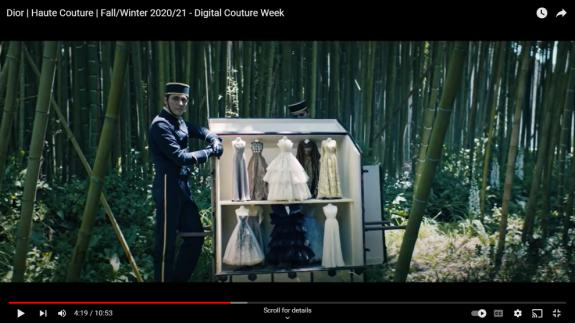 Dior | Haute Couture | Fall/Winter 2020/21 - Digital Couture Week
4:19 / 10:53
Scroll for details